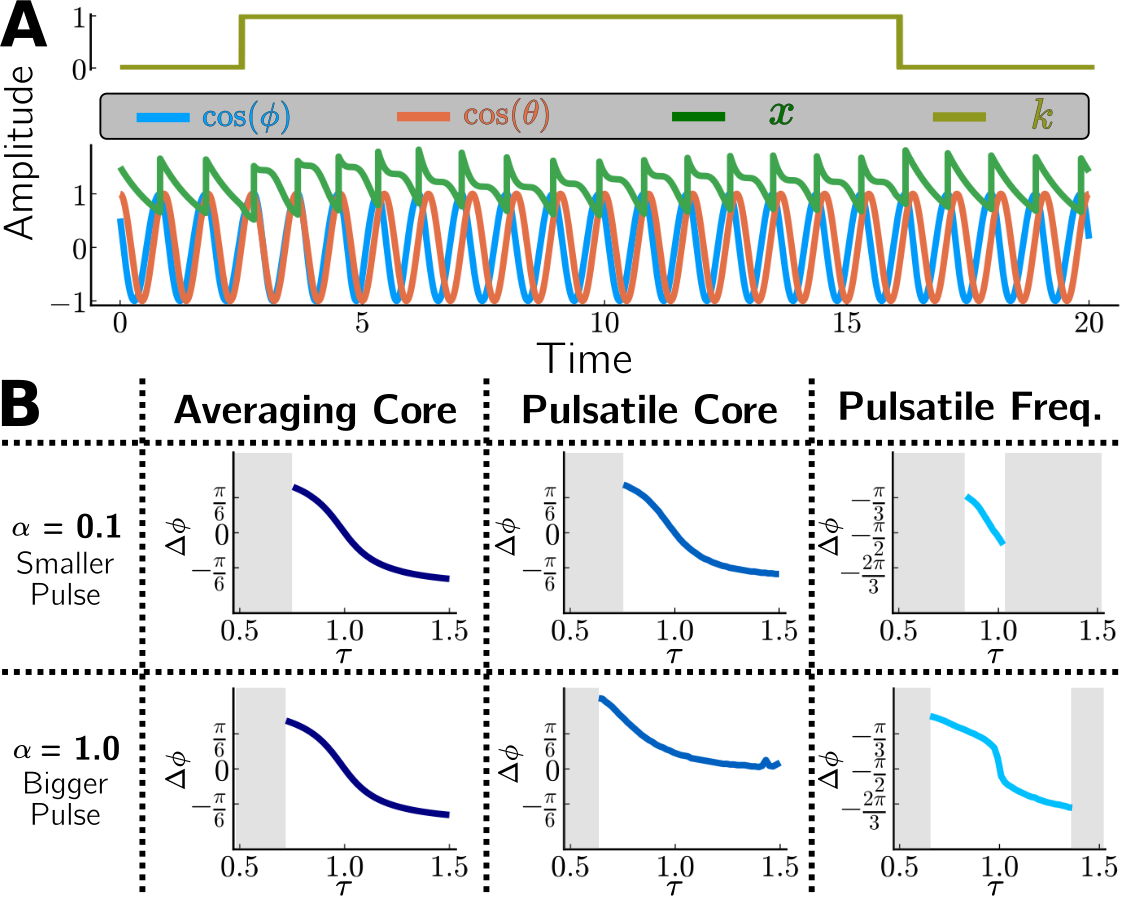 A
1
0
Amplitude
cos(ϕ)
cos(θ)
x
k
1
0
−1
0
5
10
15
20
Time
B
Averaging Core
Pulsatile Core
Pulsatile Freq.
α = 0.1
Smaller
Pulse
Δϕ
π/6
0
−π/6
0.5
1.0
1.5
τ
Δϕ
π/6
0
−π/6
0.5
1.0
1.5
τ
Δϕ
−π/3
−π/2
−2π/3
0.5
1.0
1.5
τ
α = 1.0
Bigger
Pulse
Δϕ
π/6
0
−π/6
0.5
1.0
1.5
τ
Δϕ
π/6
0
−π/6
0.5
1.0
1.5
τ
Δϕ
−π/3
−π/2
−2π/3
0.5
1.0
1.5
τ